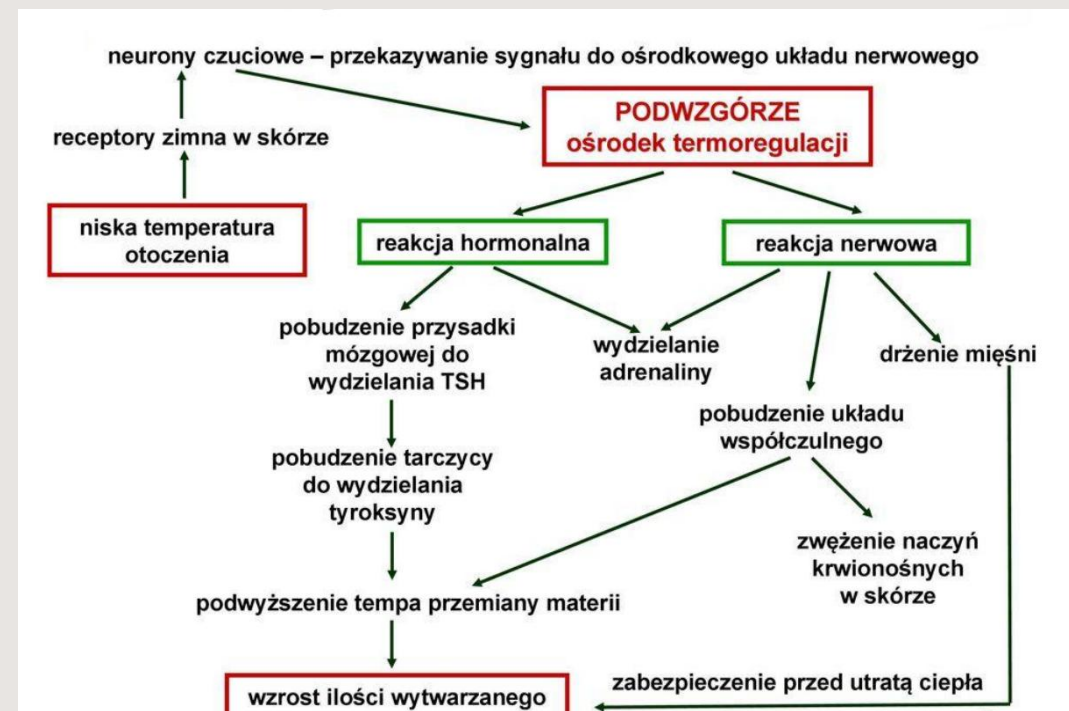 neurony czuciowe – przekazywanie sygnału do ośrodkowego układu nerwowego
PODWZGÓRZE
ośrodek termoregulacji
receptory zimna w skórze
niska temperatura
otoczenia
reakcja hormonalna
reakcja nerwowa
pobudzenie przysadki
mózgowej do
wydzielania TSH
wydzielanie
adrenaliny
drżenie mięśni
pobudzenie układu
współczulnego
pobudzenie tarczycy
do wydzielania
tyroksyny
zwężenie naczyń
krwionośnych
w skórze
podwyższenie tempa przemiany materii
zabezpieczenie przed utratą ciepła
wzrost ilości wytwarzanego